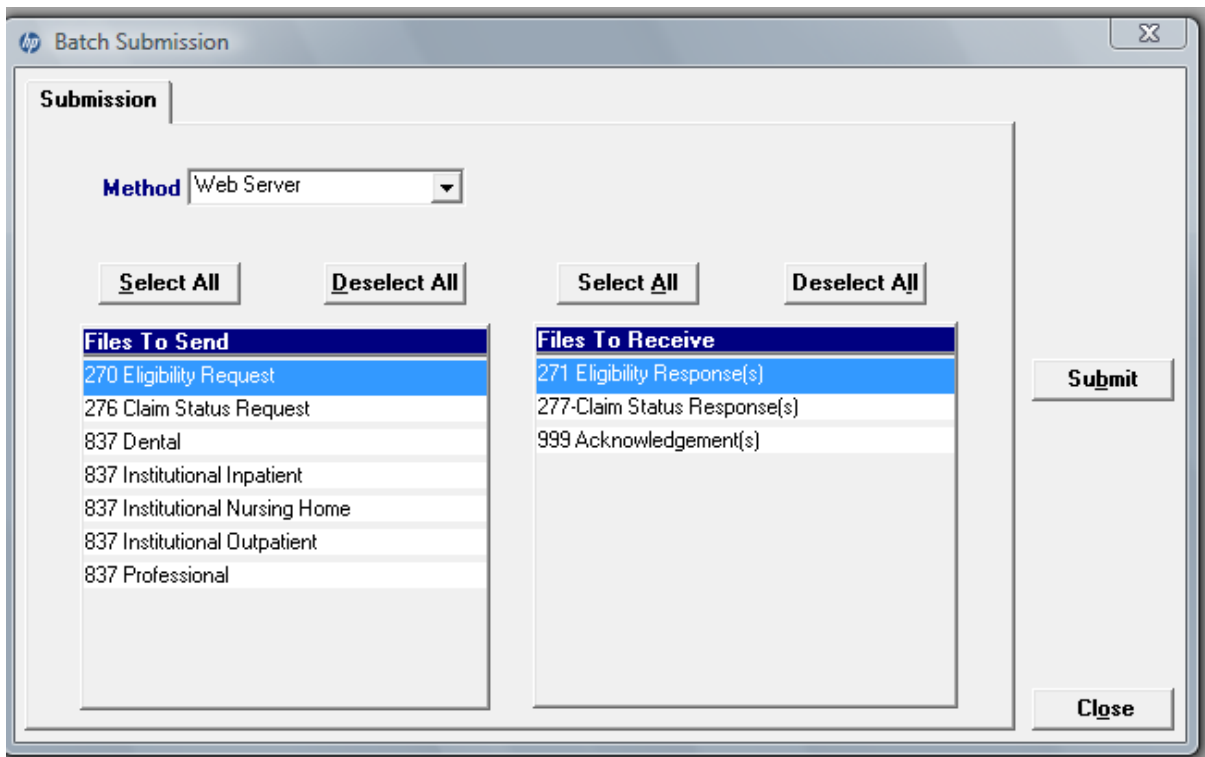 hp Batch Submission
Submission
Method Web Server
Select All Deselect All Select All Deselect All
Files To Send
270 Eligibility Request
276 Claim Status Request
837 Dental
837 Institutional Inpatient
837 Institutional Nursing Home
837 Institutional Outpatient
837 Professional
Files To Receive
271 Eligibility Response(s)
277-Claim Status Response(s)
999 Acknowledgement(s)
Submit
Close